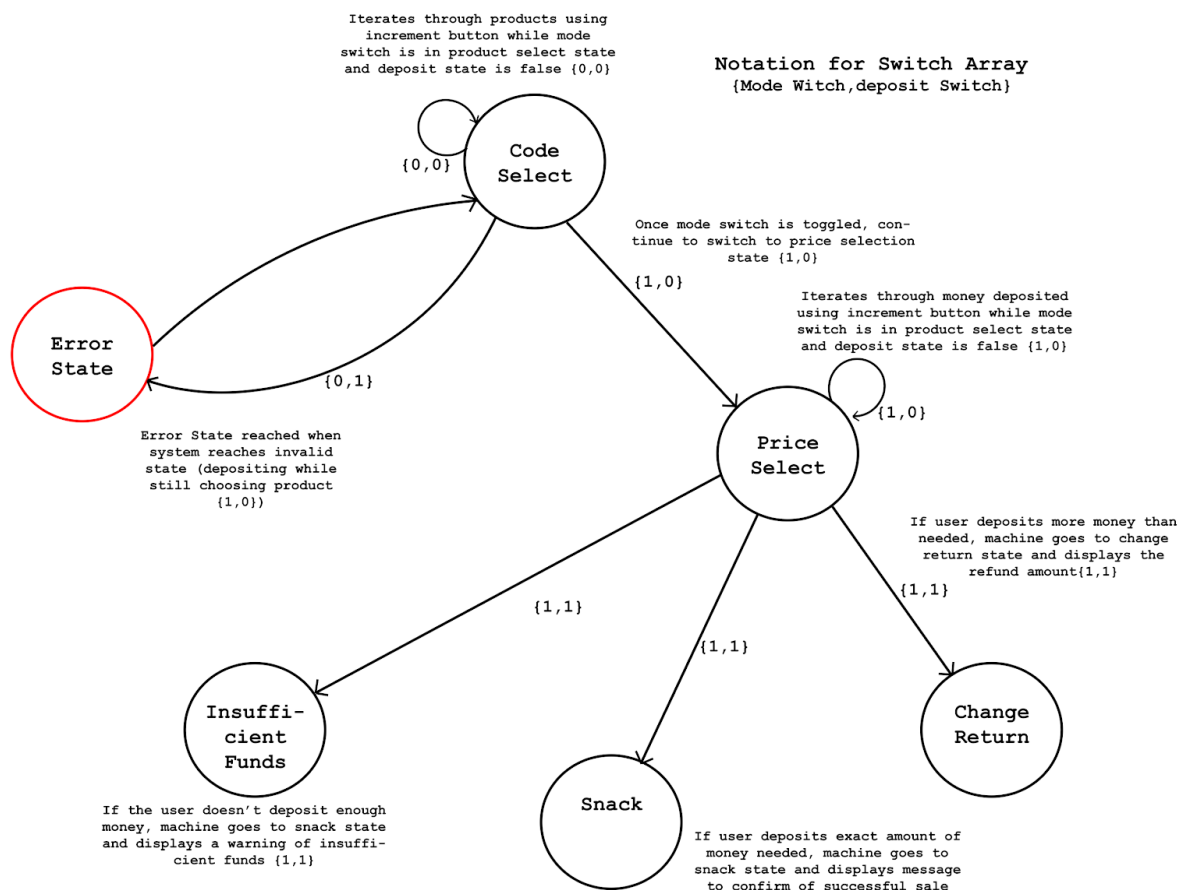 Iterates through products using
increment button while mode
switch is in product select state
and deposit state is false {0,0}
Notation for Switch Array
{Mode Witch,deposit Switch}
Code
Select
{0,0}
Once mode switch is toggled, con-
tinue to switch to price selection
state {1,0}
{1,0}
Iterates through money deposited
using increment button while mode
switch is in product select state
and deposit state is false {1,0}
Error
State
{0,1}
{1,0}
Error State reached when
system reaches invalid
state (depositing while
still choosing product
{1,0})
Price
Select
If user deposits more money than
needed, machine goes to change
return state and displays the
refund amount{1,1}
{1,1}
{1,1}
{1,1}
Insuffi-
cient
Funds
Change
Return
Snack
If the user doesn't deposit enough
money, machine goes to snack state
and displays a warning of insuffi-
cient funds {1,1}
If user deposits exact amount of
money needed, machine goes to
snack state and displays message
to confirm of successful sale